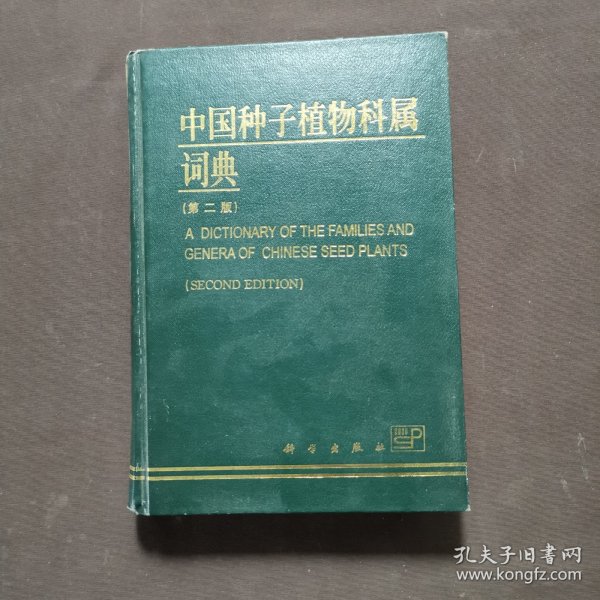 中国种子植物科属
词典
(第二版)
A DICTIONARY OF THE FAMILIES AND
GENERA OF CHINESE SEED PLANTS
(SECOND EDITION)
科学出版社
SP
孔夫子旧书网
www.kongfz.com